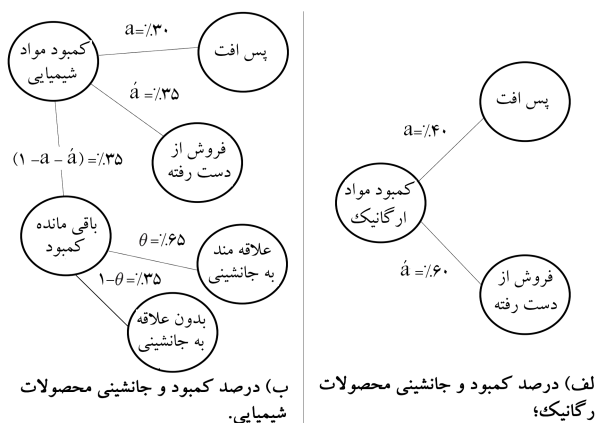 کمبود مواد
شیمیایی
a=٪۳۰
پس افت
á =٪۳۵
فروش از
دست رفته
(۱ -a - á) =٪۳۵
باقی مانده
کمبود
θ =٪۶۵
علاقه مند
به جانشینی
۱-θ =٪۳۵
بدون علاقه
به جانشینی
ب) درصد کمبود و جانشینی محصولات
شیمیایی.
پس افت
a=٪۴۰
کمبود مواد
ارگانیک
á =٪۶۰
فروش از
دست رفته
لف) درصد کمبود و جانشینی محصولات
رگانیک؛